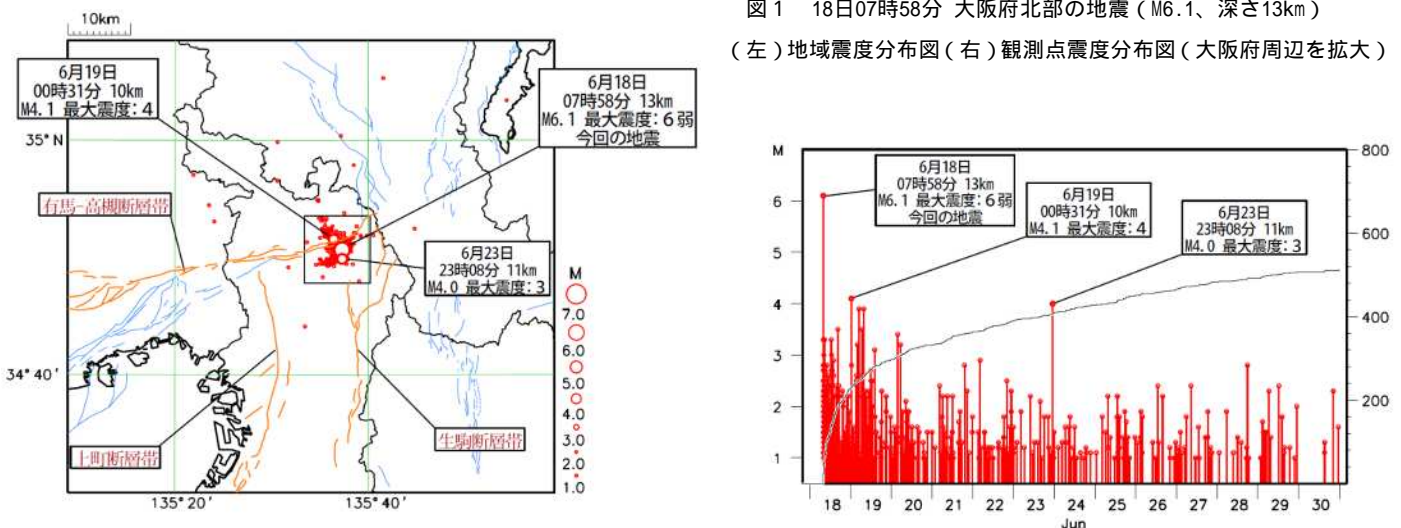 図１　18日07時58分 大阪府北部の地震（M6.1、深さ13km）
（左）地域震度分布図（右）観測点震度分布図（大阪府周辺を拡大）
10km
6月19日
00時31分 10km
M4.1 最大震度:４
6月18日
07時58分 13km
M6.1 最大震度:６弱
今回の地震
35°N
有馬-高槻断層帯
6月23日
23時08分 11km
M4.0 最大震度:３
M
7.0
6.0
5.0
4.0
3.0
2.0
1.0
34°40′
上町断層帯
生駒断層帯
135°20′
135°40′
M
6
5
4
3
2
1
6月18日
07時58分 13km
M6.1 最大震度:６弱
今回の地震
6月19日
00時31分 10km
M4.1 最大震度:４
6月23日
23時08分 11km
M4.0 最大震度:３
800
600
400
200
18 19 20 21 22 23 24 25 26 27 28 29 30
Jun